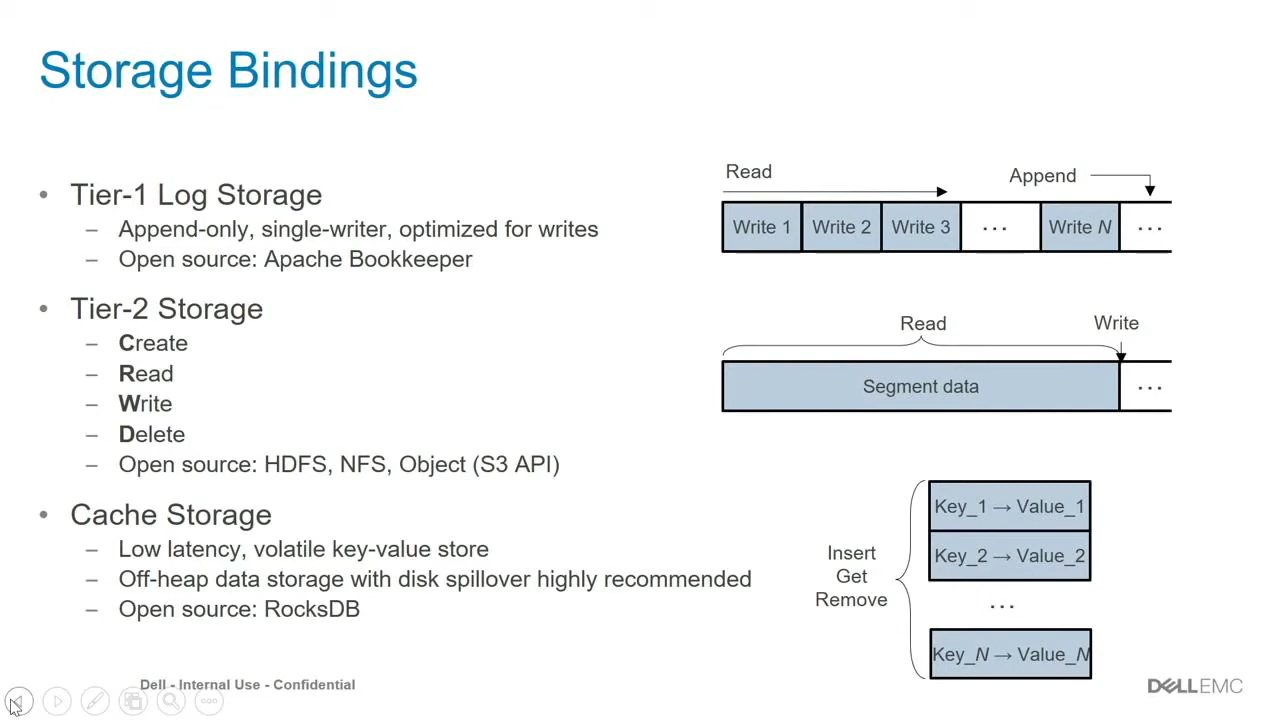 Storage Bindings
• Tier-1 Log Storage
– Append-only, single-writer, optimized for writes
– Open source: Apache Bookkeeper
• Tier-2 Storage
– Create
– Read
– Write
– Delete
– Open source: HDFS, NFS, Object (S3 API)
• Cache Storage
– Low latency, volatile key-value store
– Off-heap data storage with disk spillover highly recommended
– Open source: RocksDB
Read
Append
Write 1 Write 2 Write 3 ... Write N ...
Read
Write
Segment data ...
Insert
Get
Remove
Key_1 → Value_1
Key_2 → Value_2
...
Key_N → Value_N
Dell - Internal Use - Confidential
DELLEMC